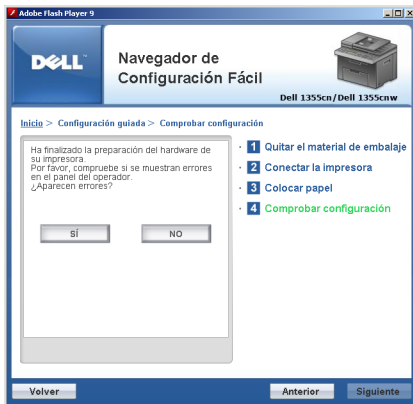 Adobe Flash Player 9
DELL™
Navegador de
Configuración Fácil
Dell 1355cn/Dell 1355cnw
Inicio > Configuración guiada > Comprobar configuración
Ha finalizado la preparación del hardware de
su impresora.
Por favor, compruebe si se muestran errores
en el panel del operador.
¿Aparecen errores?
SÍ
NO
· 1 Quitar el material de embalaje
· 2 Conectar la impresora
· 3 Colocar papel
· 4 Comprobar configuración
Volver
Anterior
Siguiente